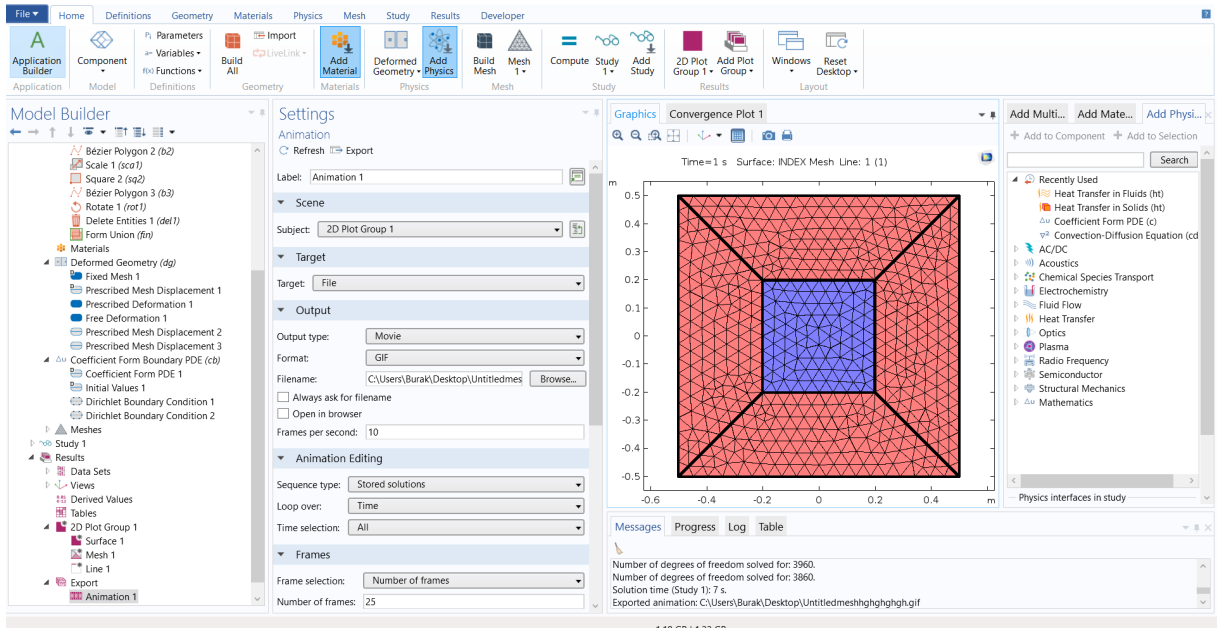 File
Home
Definitions
Geometry
Materials
Physics
Mesh
Study
Results
Developer
Application Builder
Component
Pi Parameters
a= Variables
f(x) Functions
Build All
Import
LiveLink
Add Material
Deformed Geometry
Add Physics
Build Mesh
Mesh 1
Compute
Study 1
Add Study
2D Plot Group 1
Add Plot Group
Windows
Reset Desktop
Application
Model
Definitions
Geometry
Materials
Physics
Mesh
Study
Results
Layout
Model Builder
Bézier Polygon 2 (b2)
Scale 1 (sca1)
Square 2 (sq2)
Bézier Polygon 3 (b3)
Rotate 1 (rot1)
Delete Entities 1 (del1)
Form Union (fin)
Materials
Deformed Geometry (dg)
Fixed Mesh 1
Prescribed Mesh Displacement 1
Prescribed Deformation 1
Free Deformation 1
Prescribed Mesh Displacement 2
Prescribed Mesh Displacement 3
Δu Coefficient Form Boundary PDE (cb)
Coefficient Form PDE 1
Initial Values 1
Dirichlet Boundary Condition 1
Dirichlet Boundary Condition 2
Meshes
Study 1
Results
Data Sets
Views
8.85 e-12 Derived Values
Tables
2D Plot Group 1
Surface 1
Mesh 1
Line 1
Export
Animation 1
Settings
Animation
Refresh Export
Label: Animation 1
Scene
Subject: 2D Plot Group 1
Target
Target: File
Output
Output type: Movie
Format: GIF
Filename: C:\Users\Burak\Desktop\Untitledmes Browse...
Always ask for filename
Open in browser
Frames per second: 10
Animation Editing
Sequence type: Stored solutions
Loop over: Time
Time selection: All
Frames
Frame selection: Number of frames
Number of frames: 25
Graphics Convergence Plot 1
Time=1 s Surface: INDEX Mesh Line: 1 (1)
m
0.5
0.4
0.3
0.2
0.1
0
-0.1
-0.2
-0.3
-0.4
-0.5
-0.6 -0.4 -0.2 0 0.2 0.4 m
Messages Progress Log Table
Number of degrees of freedom solved for: 3960.
Number of degrees of freedom solved for: 3860.
Solution time (Study 1): 7 s.
Exported animation: C:\Users\Burak\Desktop\Untitledmeshhghghghgh.gif
Add Multi... Add Mate... Add Physi...
Add to Component Add to Selection
Search
Recently Used
Heat Transfer in Fluids (ht)
Heat Transfer in Solids (ht)
Δu Coefficient Form PDE (c)
∇² Convection-Diffusion Equation (cd
AC/DC
Acoustics
Chemical Species Transport
Electrochemistry
Fluid Flow
Heat Transfer
Optics
Plasma
Radio Frequency
Semiconductor
Structural Mechanics
Δu Mathematics
Physics interfaces in study